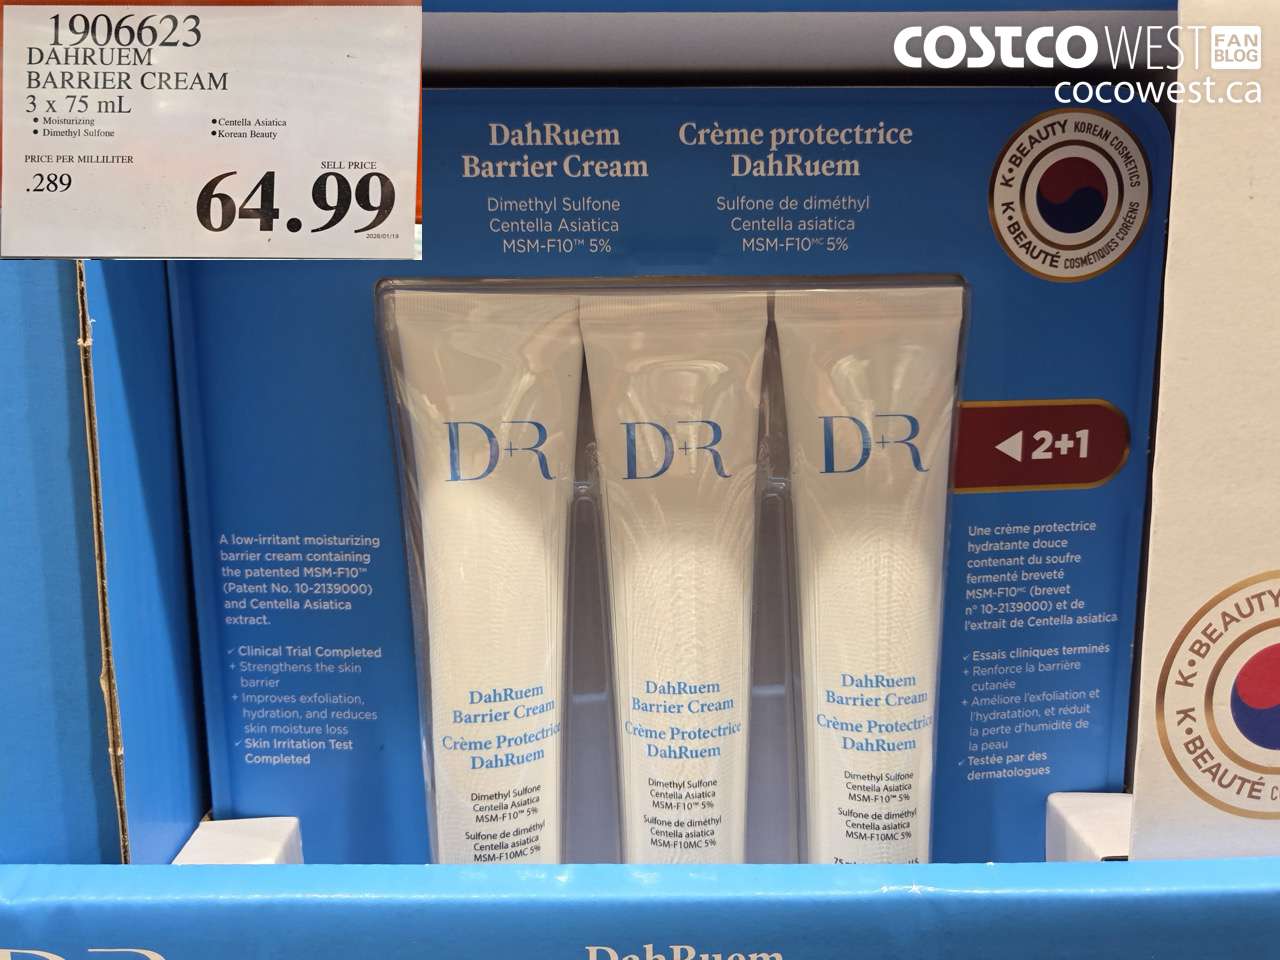 1906623
DAHRUEM
BARRIER CREAM
3 x 75 mL
• Moisturizing
• Dimethyl Sulfone
• Centella Asiatica
• Korean Beauty
PRICE PER MILLILITER
.289
SELL PRICE
64.99
COSTCO WEST FAN BLOG
cocowest.ca
DahRuem
Barrier Cream
Dimethyl Sulfone
Centella Asiatica
MSM-F10™ 5%
Crème protectrice
DahRuem
Sulfone de diméthyl
Centella asiatica
MSM-F10ᴹᶜ 5%
K•BEAUTY KOREAN COSMETICS
K•BEAUTÉ COSMÉTIQUES CORÉENS
◀ 2+1
A low-irritant moisturizing
barrier cream containing
the patented MSM-F10™
(Patent No. 10-2139000)
and Centella Asiatica
extract.
✓ Clinical Trial Completed
+ Strengthens the skin
barrier
+ Improves exfoliation,
hydration, and reduces
skin moisture loss
✓ Skin Irritation Test
Completed
D+R
DahRuem
Barrier Cream
Crème Protectric
DahRuem
Dimethyl Sulfone
Centella Asiatica
MSM-F10™ 5%
Sulfone de diméthyl
Centella asiatica
MSM-F10MC 5%
D+R
DahRuem
Barrier Cream
Crème Protectrice
DahRuem
Dimethyl Sulfone
Centella Asiatica
MSM-F10™ 5%
Sulfone de diméthyl
Centella asiatica
MSM-F10MC 5%
D+R
DahRuem
Barrier Cream
Crème Protectrice
DahRuem
Dimethyl Sulfone
Centella Asiatica
MSM-F10™ 5%
Sulfone de diméthyl
Centella asiatica
MSM-F10MC 5%
Une crème protectrice
hydratante douce
contenant du soufre
fermenté breveté
MSM-F10ᴹᶜ (brevet
n° 10-2139000) et de
l'extrait de Centella asiatica
✓ Essais cliniques terminés
+ Renforce la barrière
cutanée
+ Améliore l'exfoliation et
l'hydratation, et réduit
la perte d'humidité de
la peau
✓ Testée par des
dermatologues
K•BEAUTY
K•BEAUTÉ
DahRuem